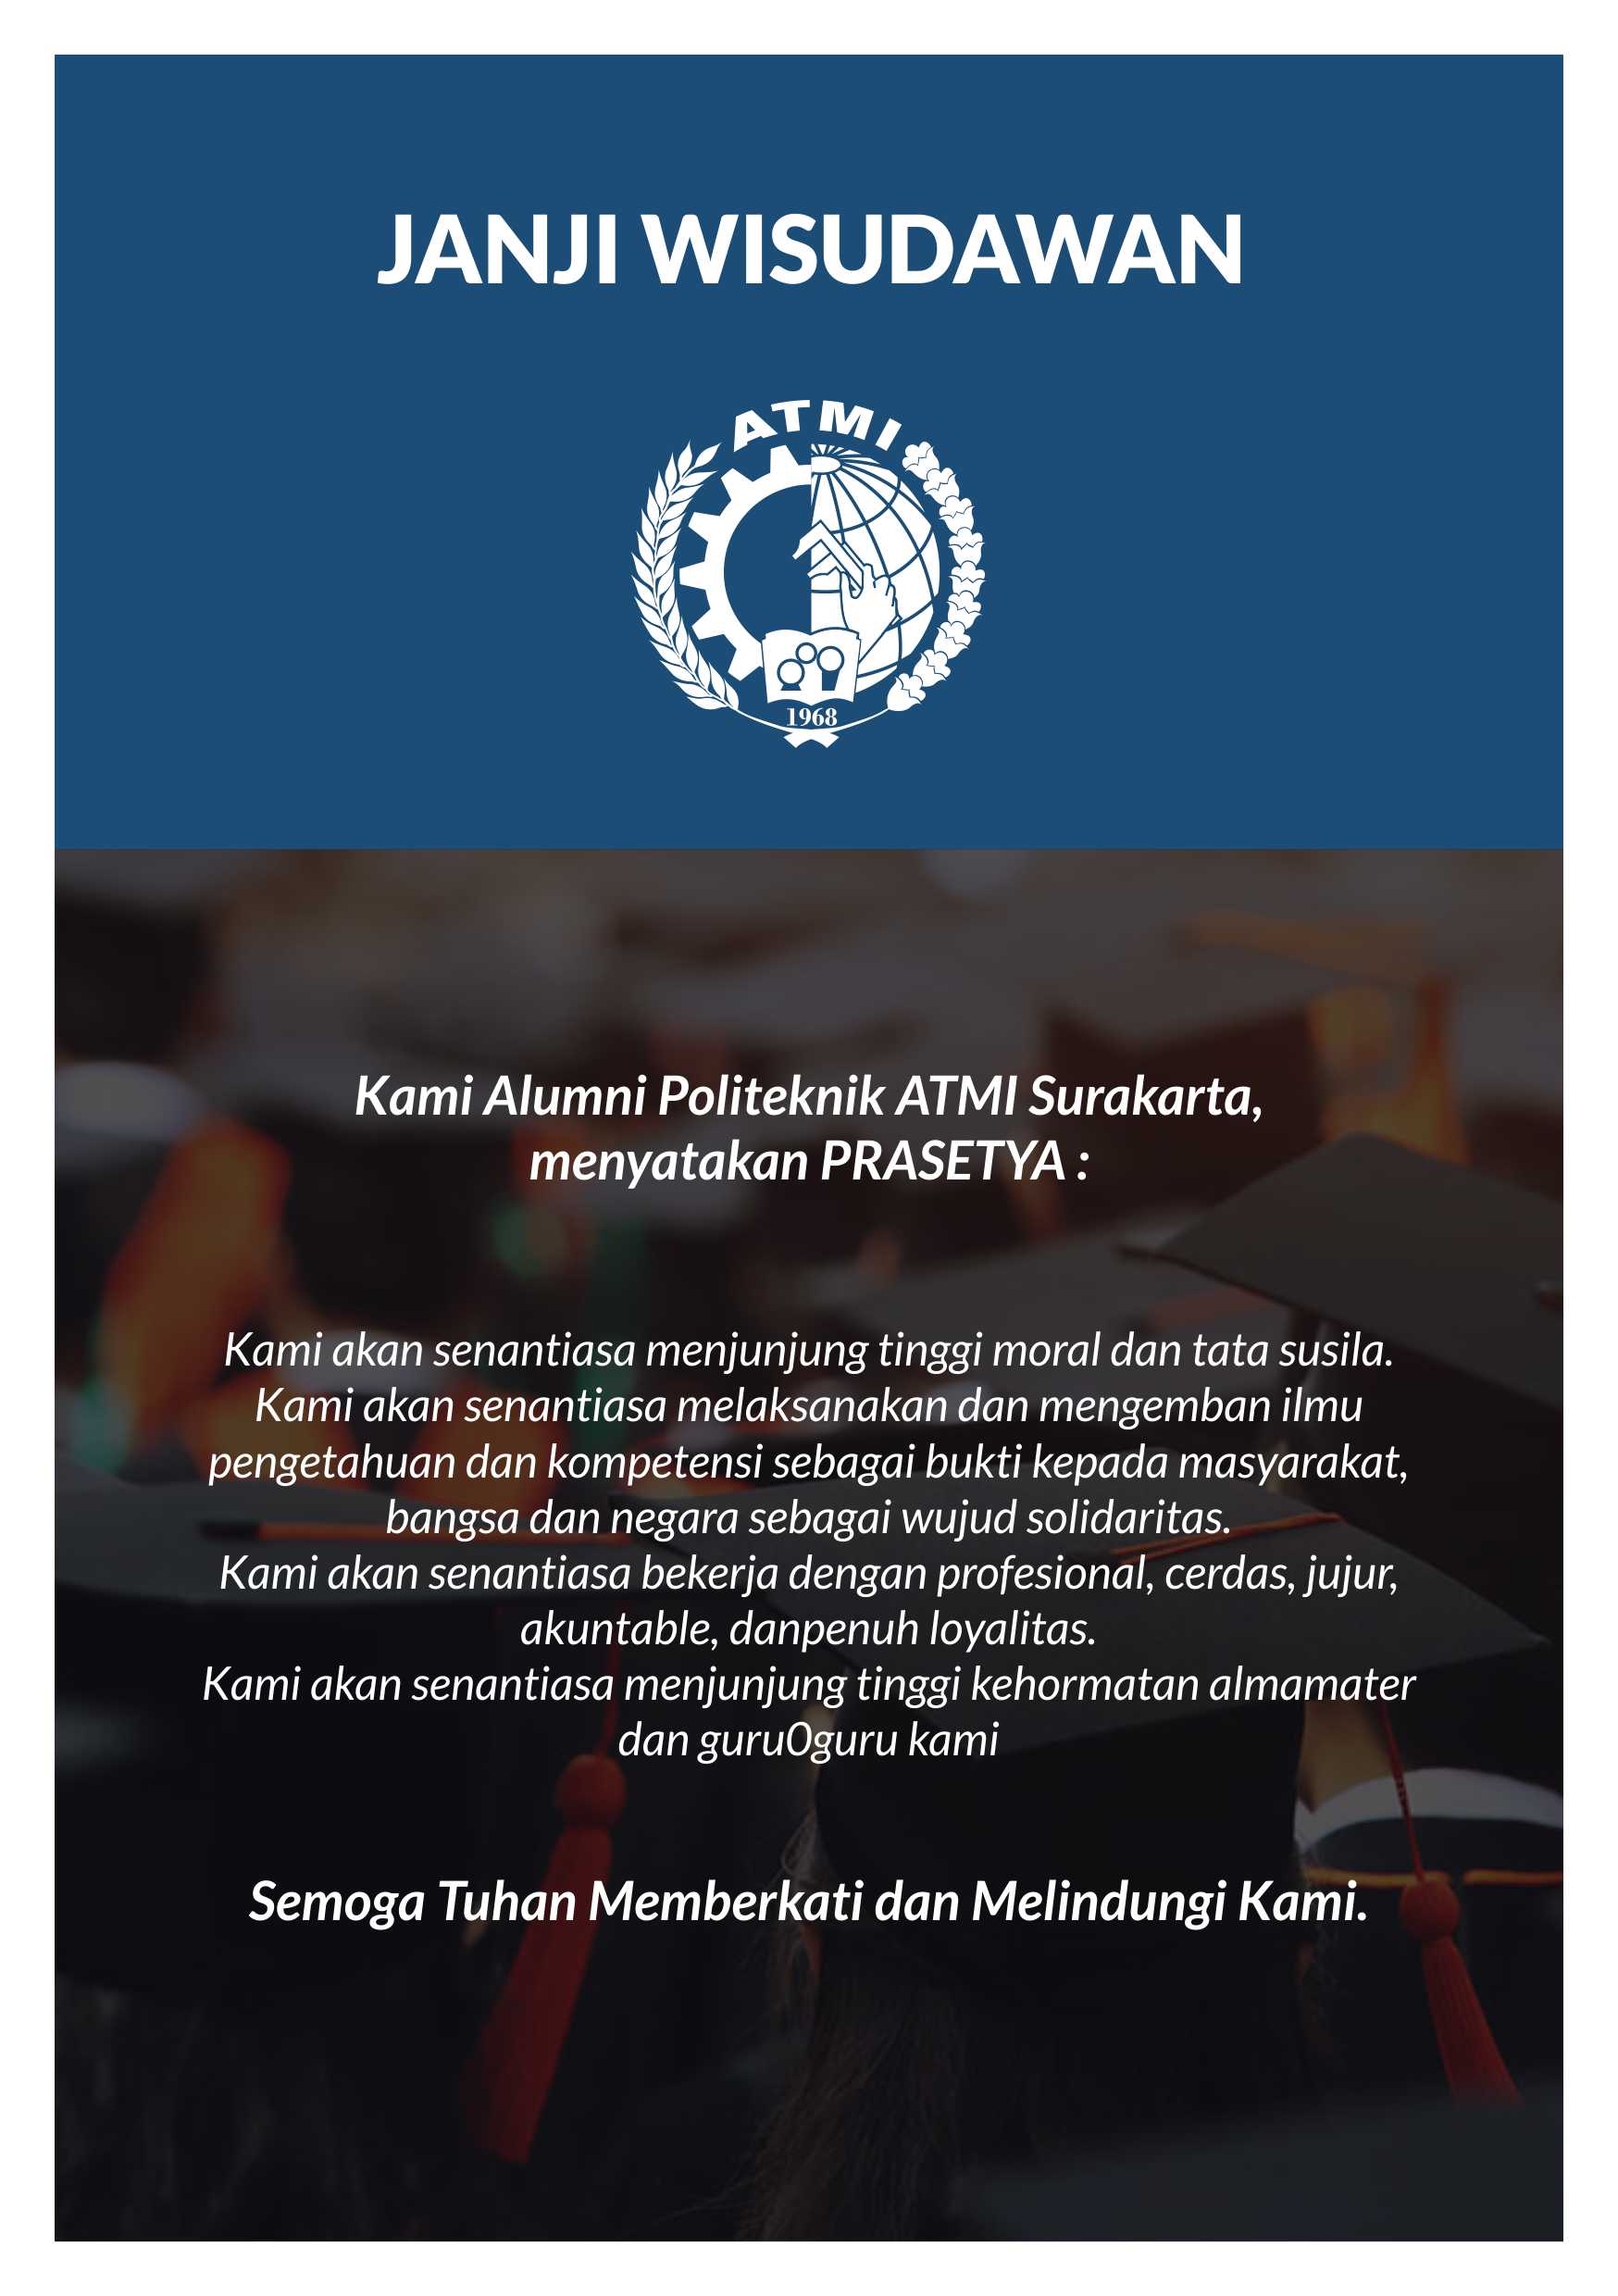 JANJI WISUDAWAN
ATMI
1968
Kami Alumni Politeknik ATMI Surakarta,
menyatakan PRASETYA :
Kami akan senantiasa menjunjung tinggi moral dan tata susila.
Kami akan senantiasa melaksanakan dan mengemban ilmu
pengetahuan dan kompetensi sebagai bukti kepada masyarakat,
bangsa dan negara sebagai wujud solidaritas.
Kami akan senantiasa bekerja dengan profesional, cerdas, jujur,
akuntable, danpenuh loyalitas.
Kami akan senantiasa menjunjung tinggi kehormatan almamater
dan guru0guru kami
Semoga Tuhan Memberkati dan Melindungi Kami.